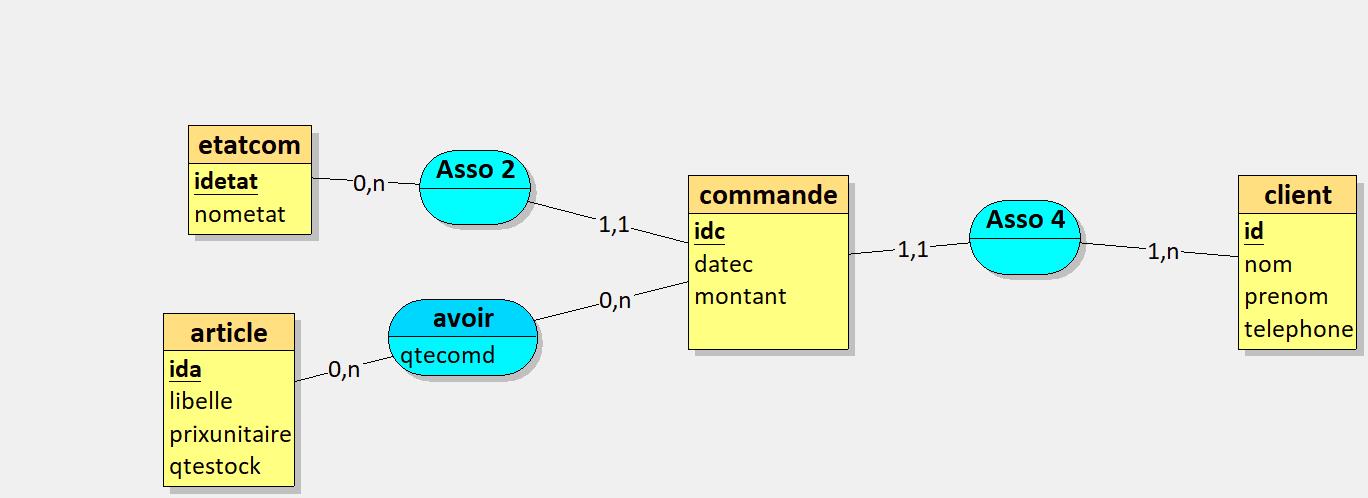 etatcom
idetat
nometat
0,n
Asso 2
1,1
commande
idc
datec
montant
1,1
Asso 4
1,n
client
id
nom
prenom
telephone
article
ida
libelle
prixunitaire
qtestock
0,n
avoir
qtecomd
0,n